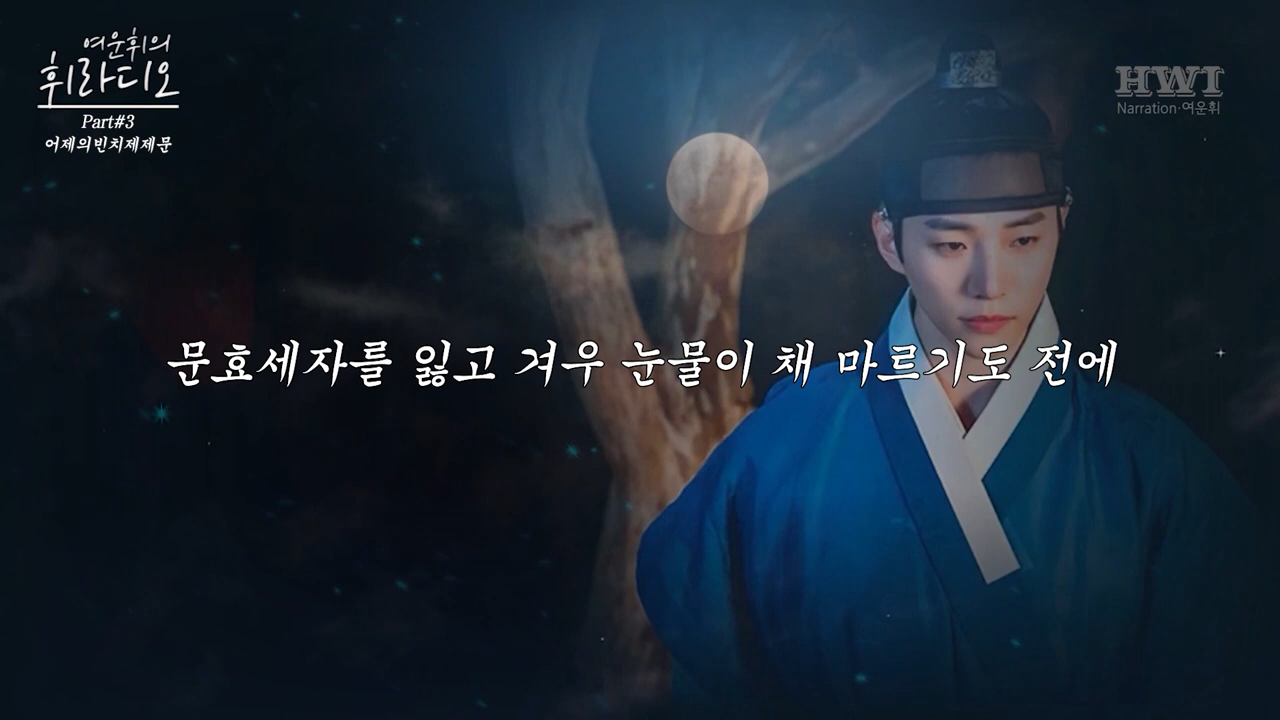 여운휘의
휘라디오
Part#3
어제의빈치제제문
HWI
Narration·여운휘
문효세자를 잃고 겨우 눈물이 채 마르기도 전에